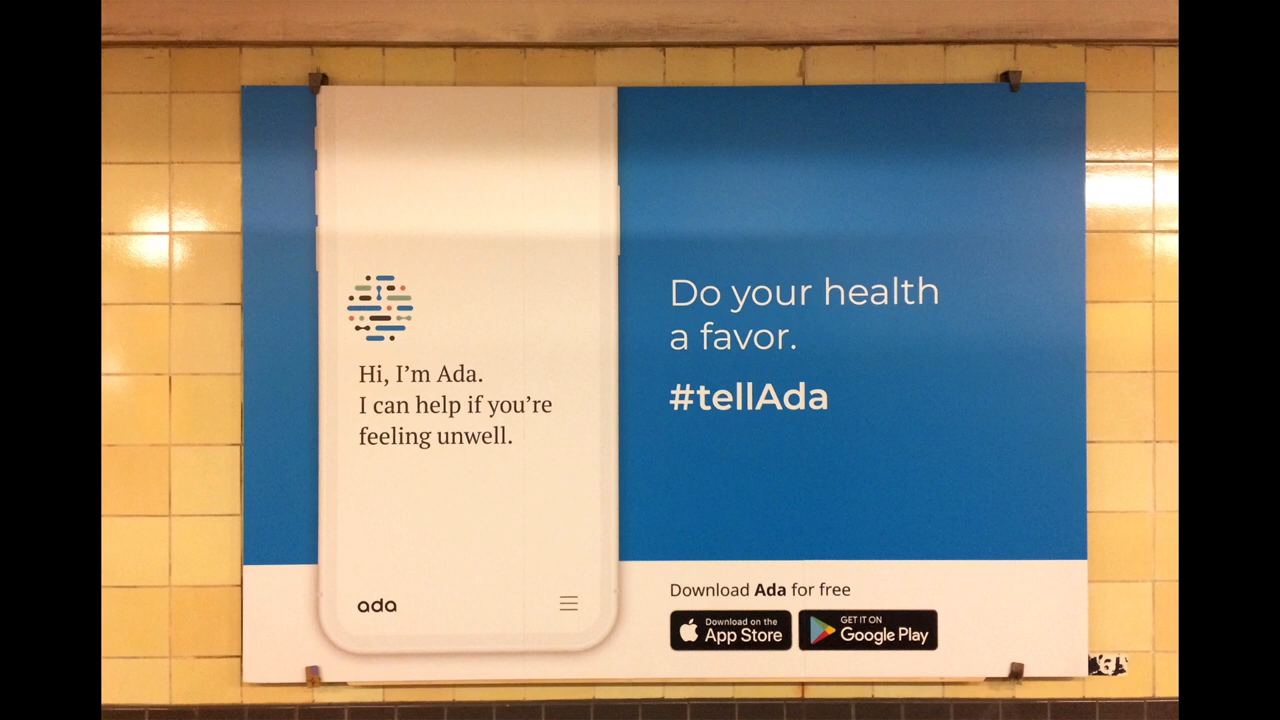 Hi, I'm Ada.
I can help if you're
feeling unwell.
ada
Do your health
a favor.
#tellAda
Download Ada for free
Download on the
App Store
GET IT ON
Google Play